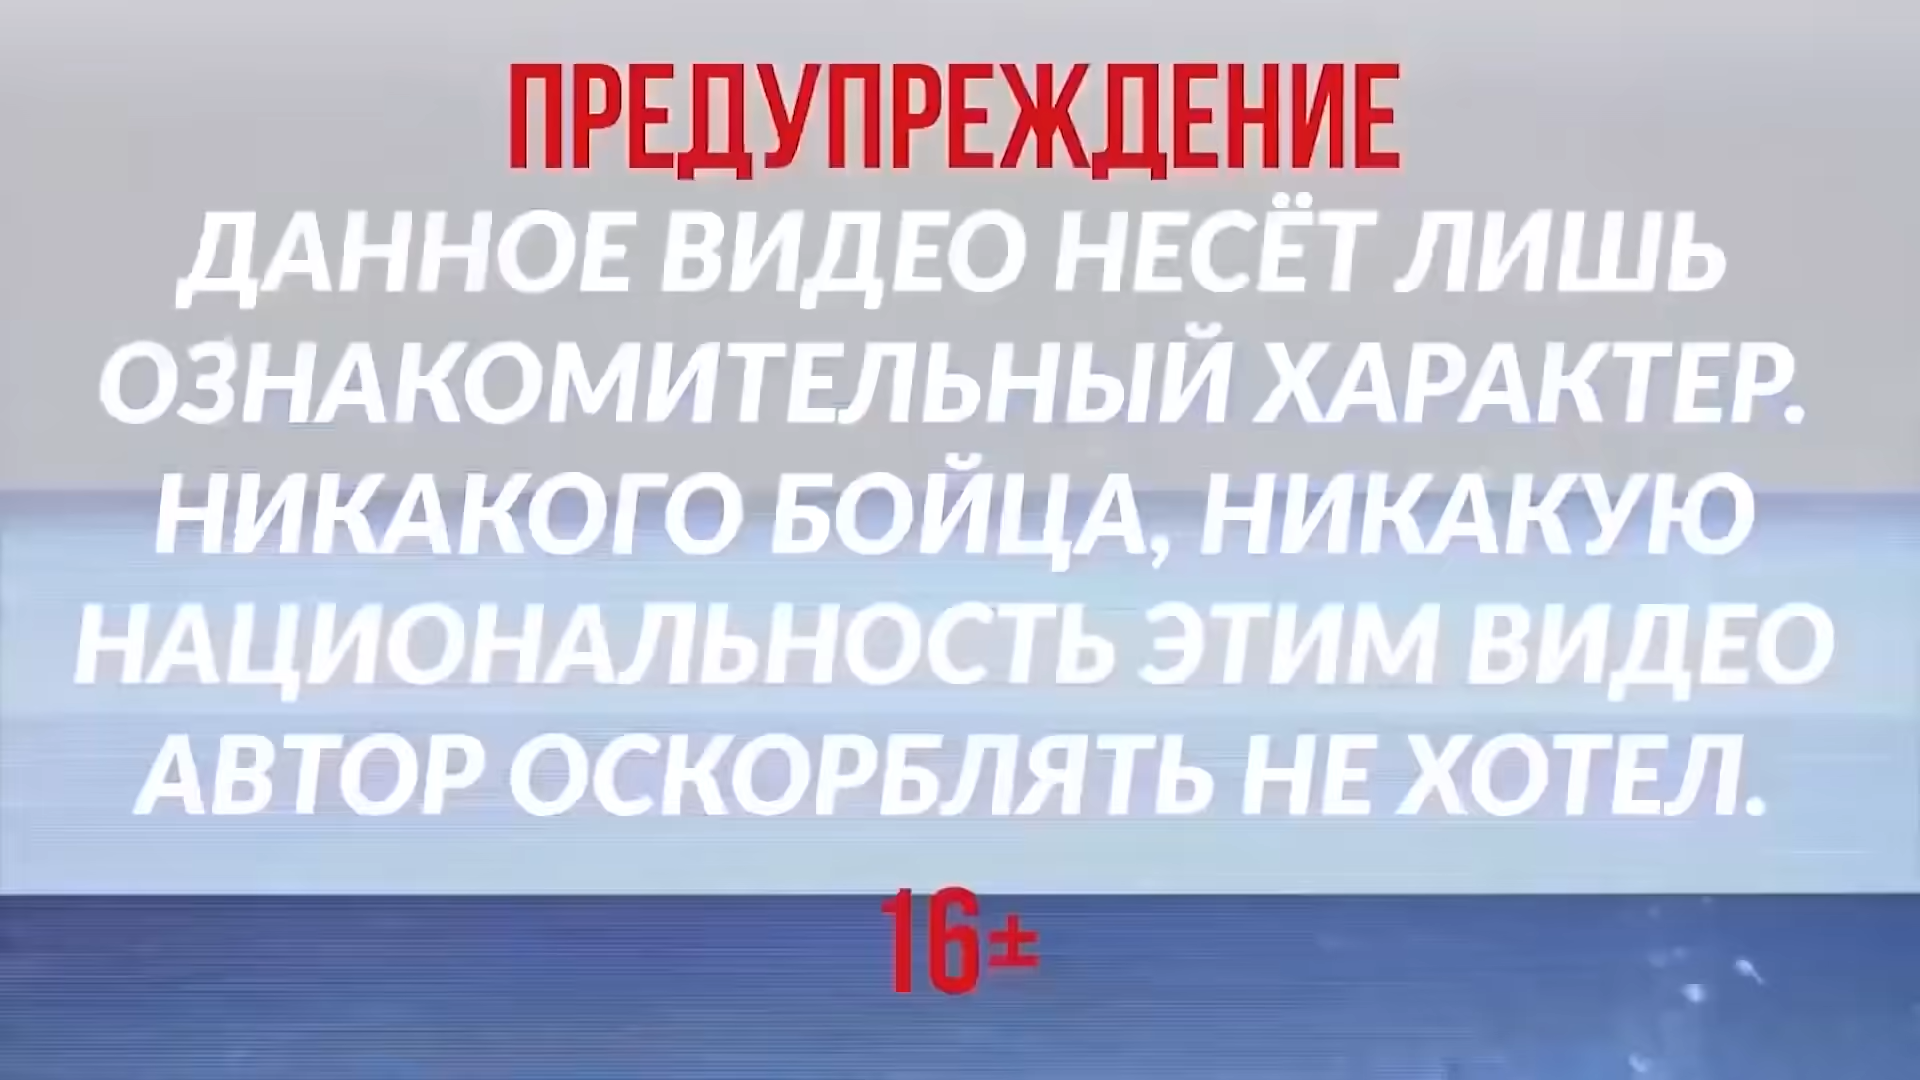 ПРЕДУПРЕЖДЕНИЕ
ДАННОЕ ВИДЕО НЕСЁТ ЛИШЬ
ОЗНАКОМИТЕЛЬНЫЙ ХАРАКТЕР.
НИКАКОГО БОЙЦА, НИКАКУЮ
НАЦИОНАЛЬНОСТЬ ЭТИМ ВИДЕО
АВТОР ОСКОРБЛЯТЬ НЕ ХОТЕЛ.
16±